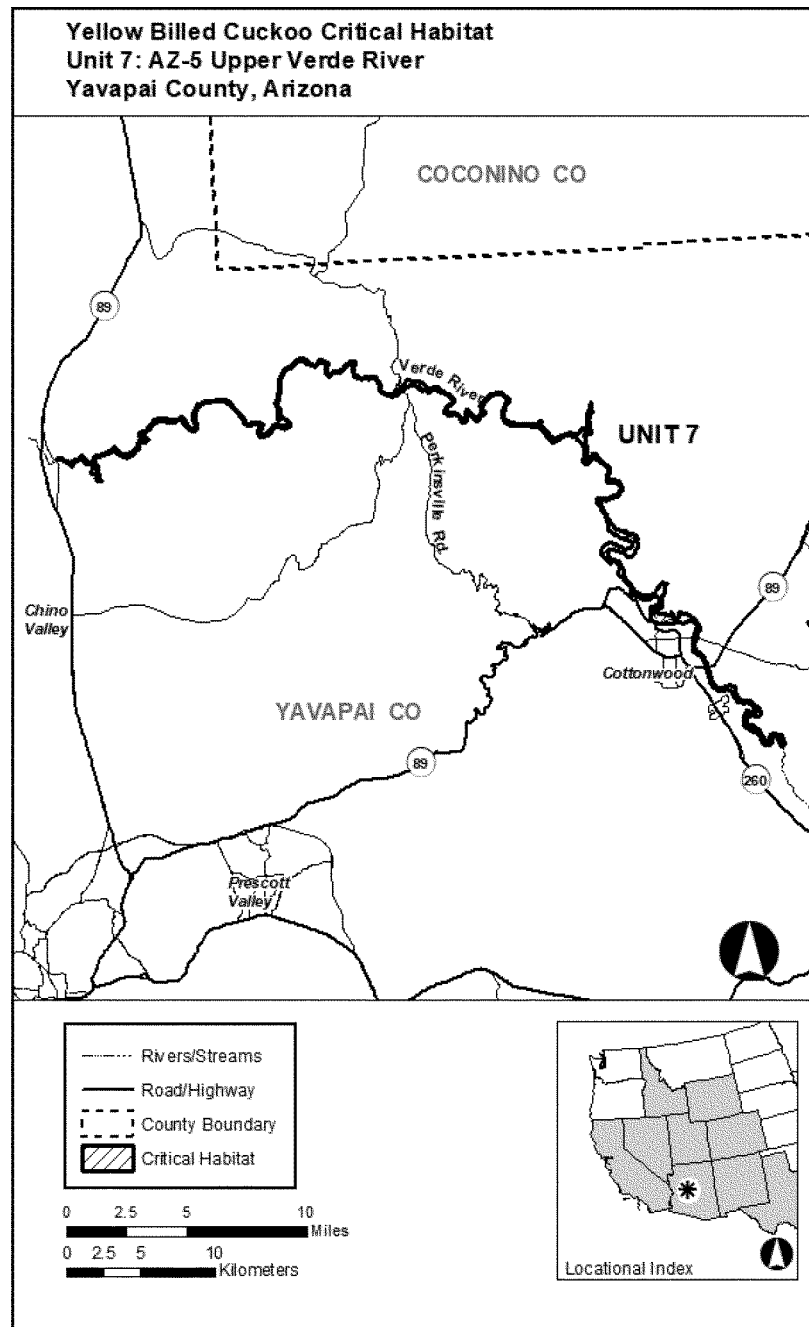 Yellow Billed Cuckoo Critical Habitat
Unit 7: AZ-5 Upper Verde River
Yavapai County, Arizona
COCONINO CO
89
Verde River
UNIT 7
Perkinsville Rd.
89
Chino
Valley
Cottonwood
YAVAPAI CO
89
260
Prescott
Valley
Rivers/Streams
Road/Highway
County Boundary
Critical Habitat
0 2.5 5 10
Miles
0 2.5 5 10
Kilometers
Locational Index